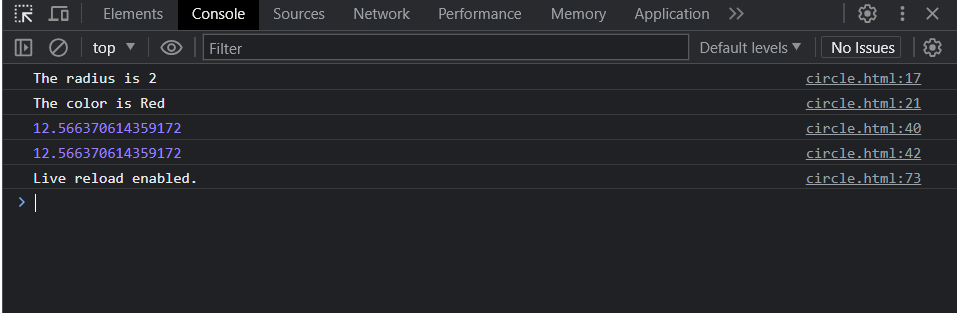 Elements Console Sources Network Performance Memory Application
top Filter Default levels No Issues
The radius is 2 circle.html:17
The color is Red circle.html:21
12.566370614359172 circle.html:40
12.566370614359172 circle.html:42
Live reload enabled. circle.html:73